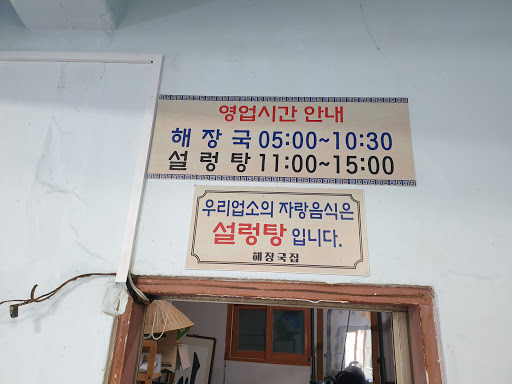 영업시간 안내
해장국 05:00~10:30
설렁탕 11:00~15:00
우리업소의 자랑음식은
설렁탕 입니다.
해장국집